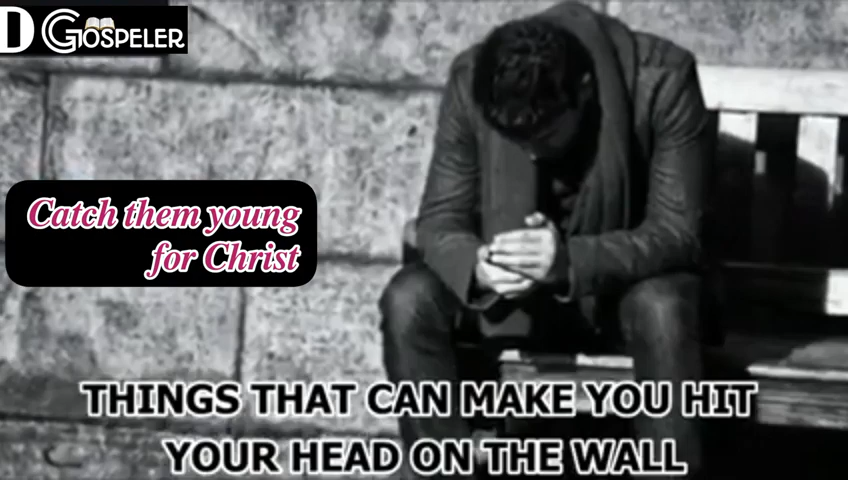 D GOSPELER
Catch them young
for Christ
THINGS THAT CAN MAKE YOU HIT
YOUR HEAD ON THE WALL